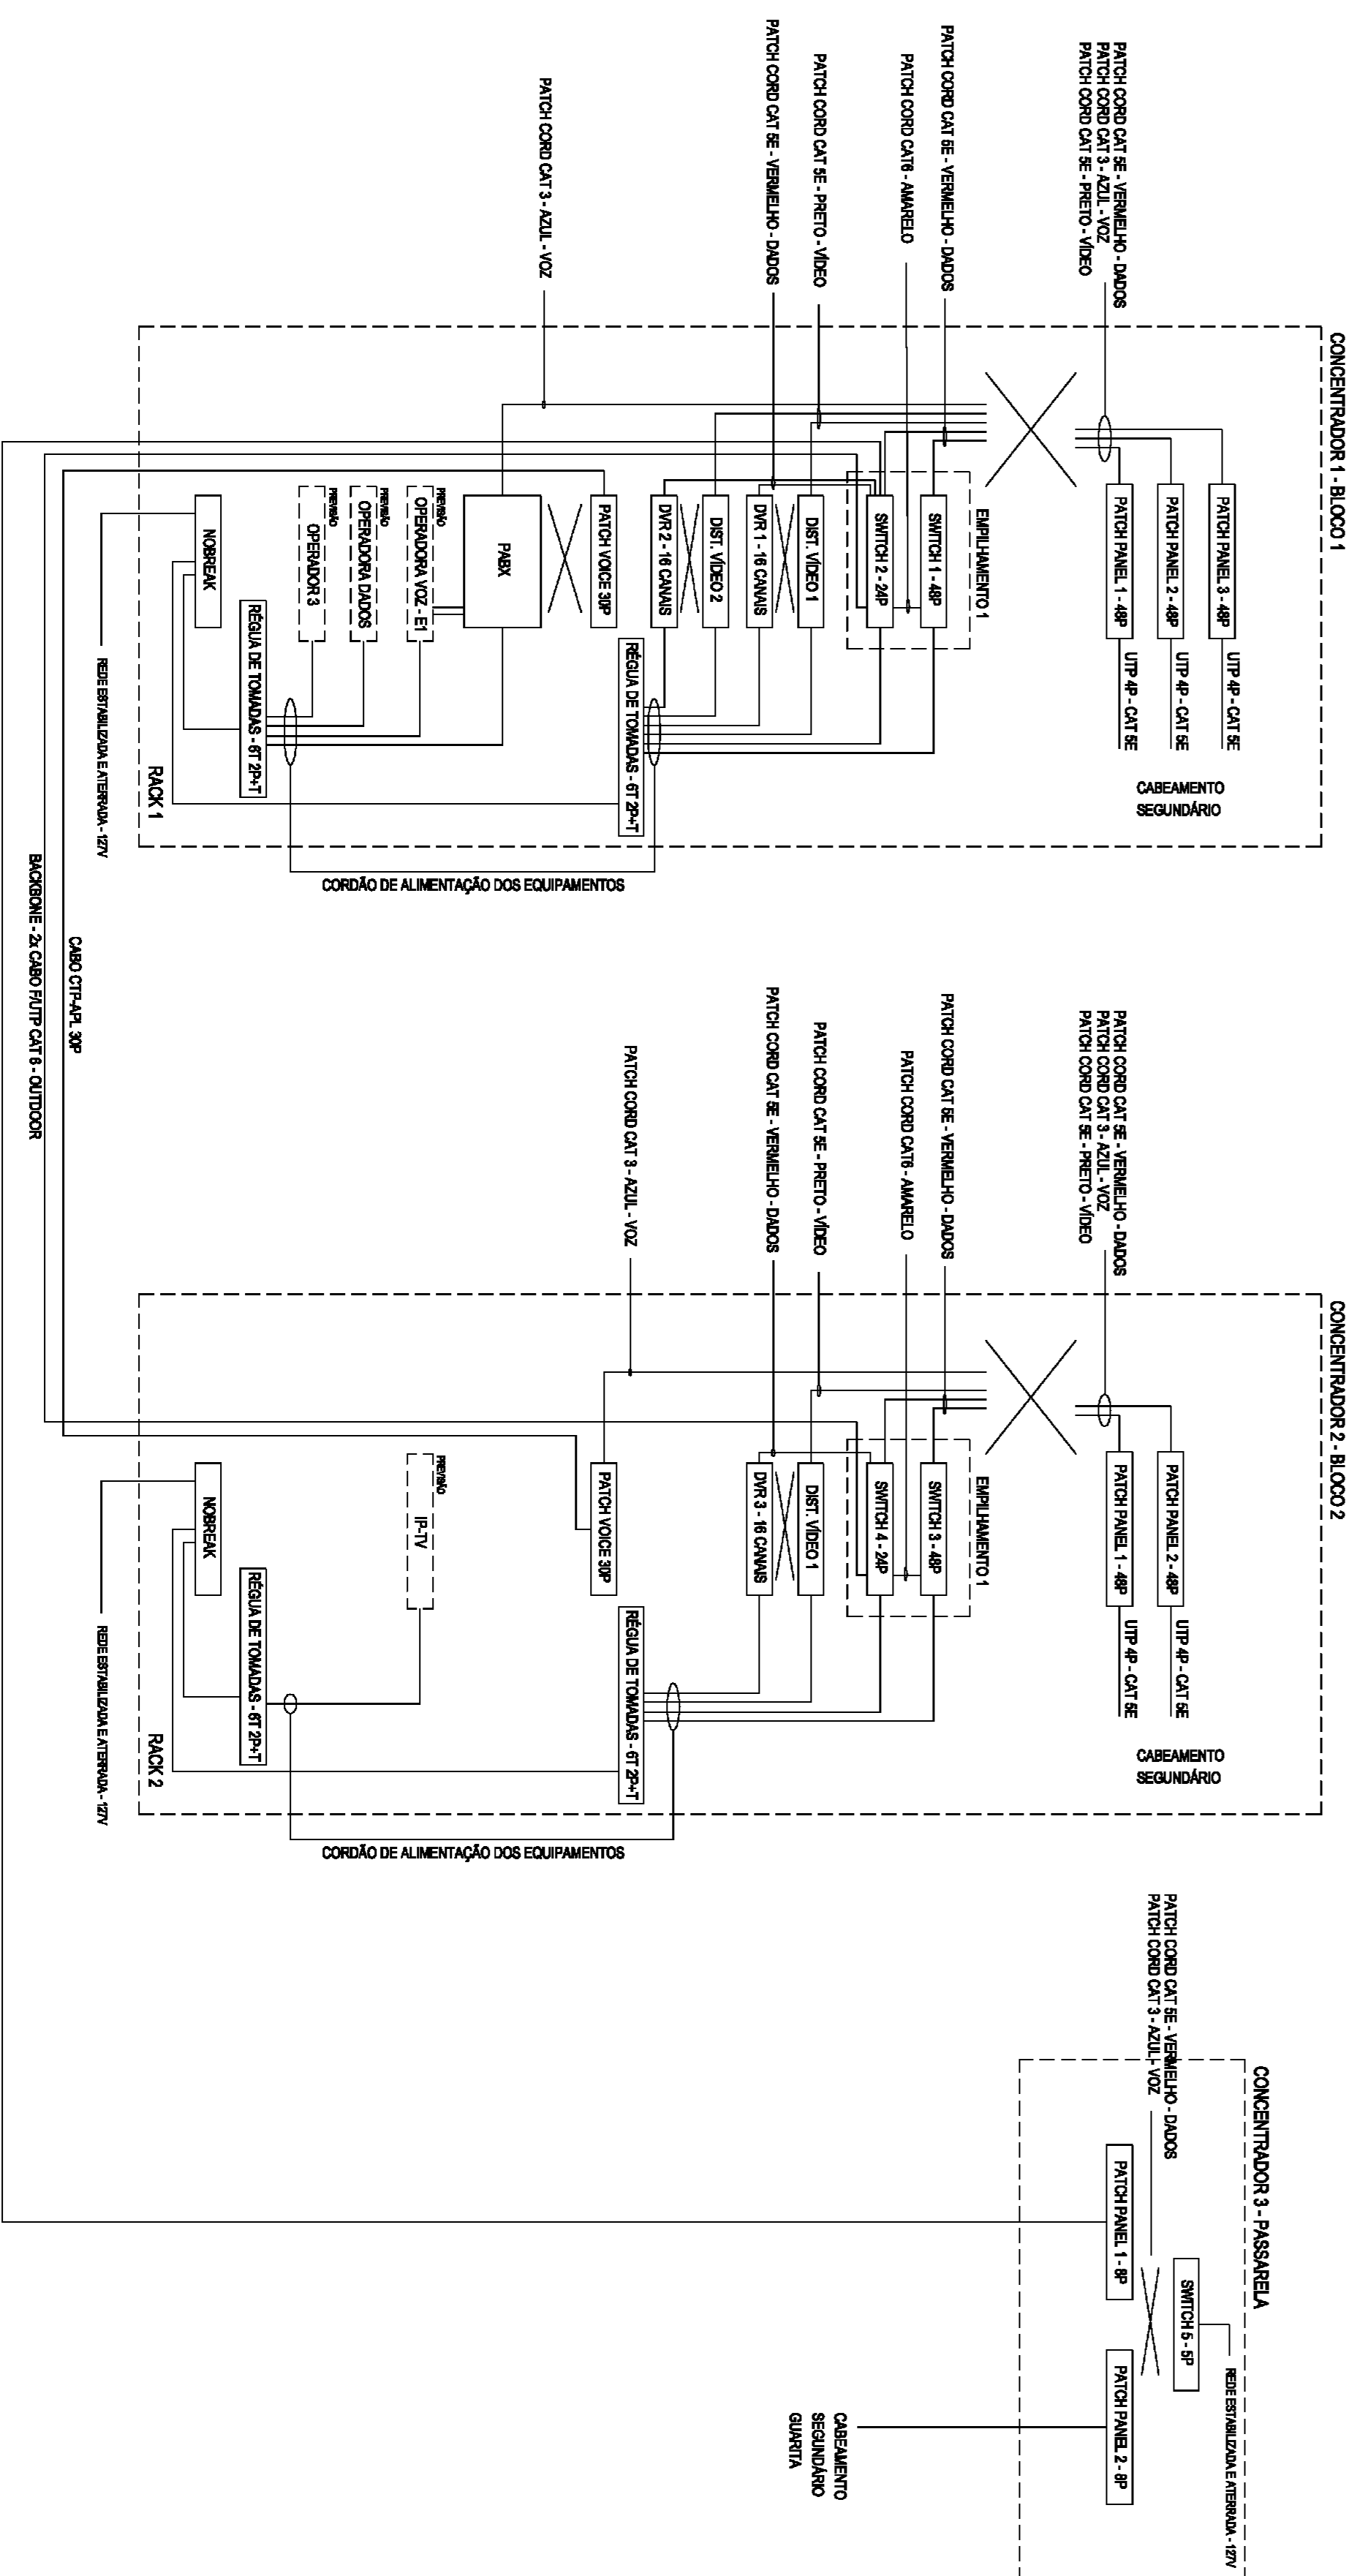 CONCENTRADOR 1 - BLOCO 1
PATCH CORD CAT 5E - VERMELHO - DADOS
PATCH CORD CAT 3 - AZUL - VOZ
PATCH CORD CAT 5E - PRETO - VÍDEO
PATCH PANEL 3 - 48P
UTP 4P - CAT 5E
PATCH PANEL 2 - 48P
UTP 4P - CAT 5E
PATCH PANEL 1 - 48P
UTP 4P - CAT 5E
CABEAMENTO
SEGUNDÁRIO
PATCH CORD CAT 5E - VERMELHO - DADOS
PATCH CORD CAT6 - AMARELO
PATCH CORD CAT 5E - PRETO - VÍDEO
PATCH CORD CAT 5E - VERMELHO - DADOS
PATCH CORD CAT 3 - AZUL - VOZ
EMPILHAMENTO 1
SWITCH 1 - 48P
SWITCH 2 - 24P
DIST. VÍDEO 1
DVR 1 - 16 CANAIS
DIST. VÍDEO 2
DVR 2 - 16 CANAIS
RÉGUA DE TOMADAS - 6T 2P+T
PATCH VOICE 30P
PABX
PREVISÃO
OPERADORA VOZ - E1
PREVISÃO
OPERADORA DADOS
PREVISÃO
OPERADOR 3
RÉGUA DE TOMADAS - 6T 2P+T
NOBREAK
RACK 1
REDE ESTABILIZADA E ATERRADA - 127V
CORDÃO DE ALIMENTAÇÃO DOS EQUIPAMENTOS
CABO CTP-APL 30P
BACKBONE - 2x CABO F/UTP CAT 6 - OUTDOOR
CONCENTRADOR 2 - BLOCO 2
PATCH CORD CAT 5E - VERMELHO - DADOS
PATCH CORD CAT 3 - AZUL - VOZ
PATCH CORD CAT 5E - PRETO - VÍDEO
PATCH PANEL 2 - 48P
UTP 4P - CAT 5E
PATCH PANEL 1 - 48P
UTP 4P - CAT 5E
CABEAMENTO
SEGUNDÁRIO
PATCH CORD CAT 5E - VERMELHO - DADOS
PATCH CORD CAT6 - AMARELO
PATCH CORD CAT 5E - PRETO - VÍDEO
PATCH CORD CAT 5E - VERMELHO - DADOS
PATCH CORD CAT 3 - AZUL - VOZ
EMPILHAMENTO 1
SWITCH 3 - 48P
SWITCH 4 - 24P
DIST. VÍDEO 1
DVR 3 - 16 CANAIS
RÉGUA DE TOMADAS - 6T 2P+T
PATCH VOICE 30P
PREVISÃO
IP-TV
RÉGUA DE TOMADAS - 6T 2P+T
NOBREAK
RACK 2
REDE ESTABILIZADA E ATERRADA - 127V
CORDÃO DE ALIMENTAÇÃO DOS EQUIPAMENTOS
CONCENTRADOR 3 - PASSARELA
PATCH CORD CAT 5E - VERMELHO - DADOS
PATCH CORD CAT 3 - AZUL - VOZ
REDE ESTABILIZADA E ATERRADA - 127V
SWITCH 5 - 5P
PATCH PANEL 1 - 8P
PATCH PANEL 2 - 8P
CABEAMENTO
SEGUNDÁRIO
GUARITA